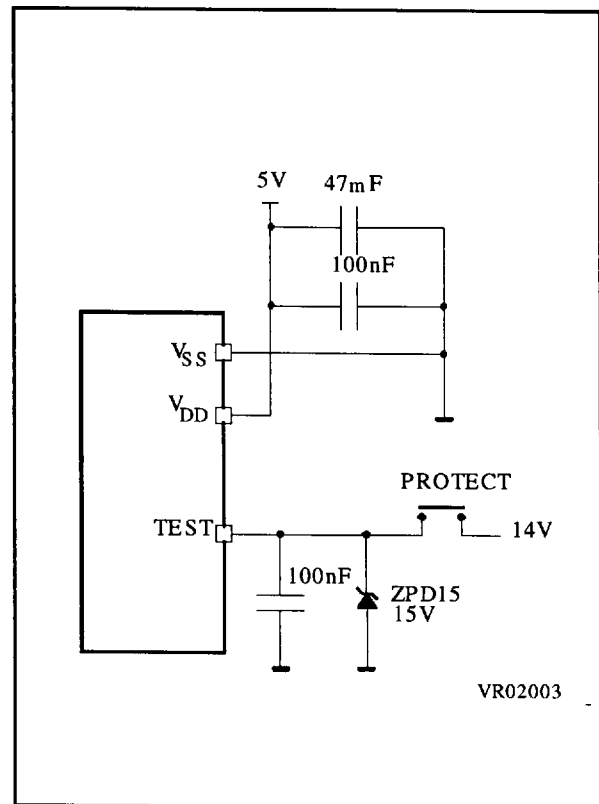 5V
47mF
100nF
VSS
VDD
PROTECT
TEST
14V
100nF
ZPD15
15V
VR02003